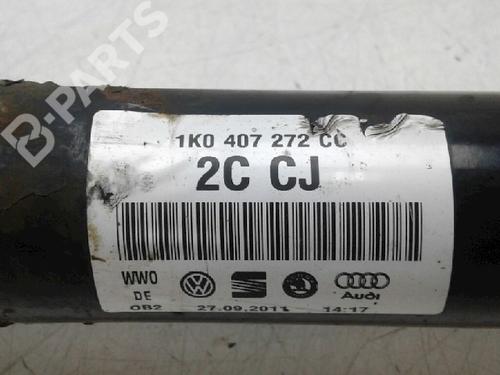 B-PARTS
1K0 407 272 CC
2C CJ
WWO
DE
Audi
OB2 27.09.2011 14:17